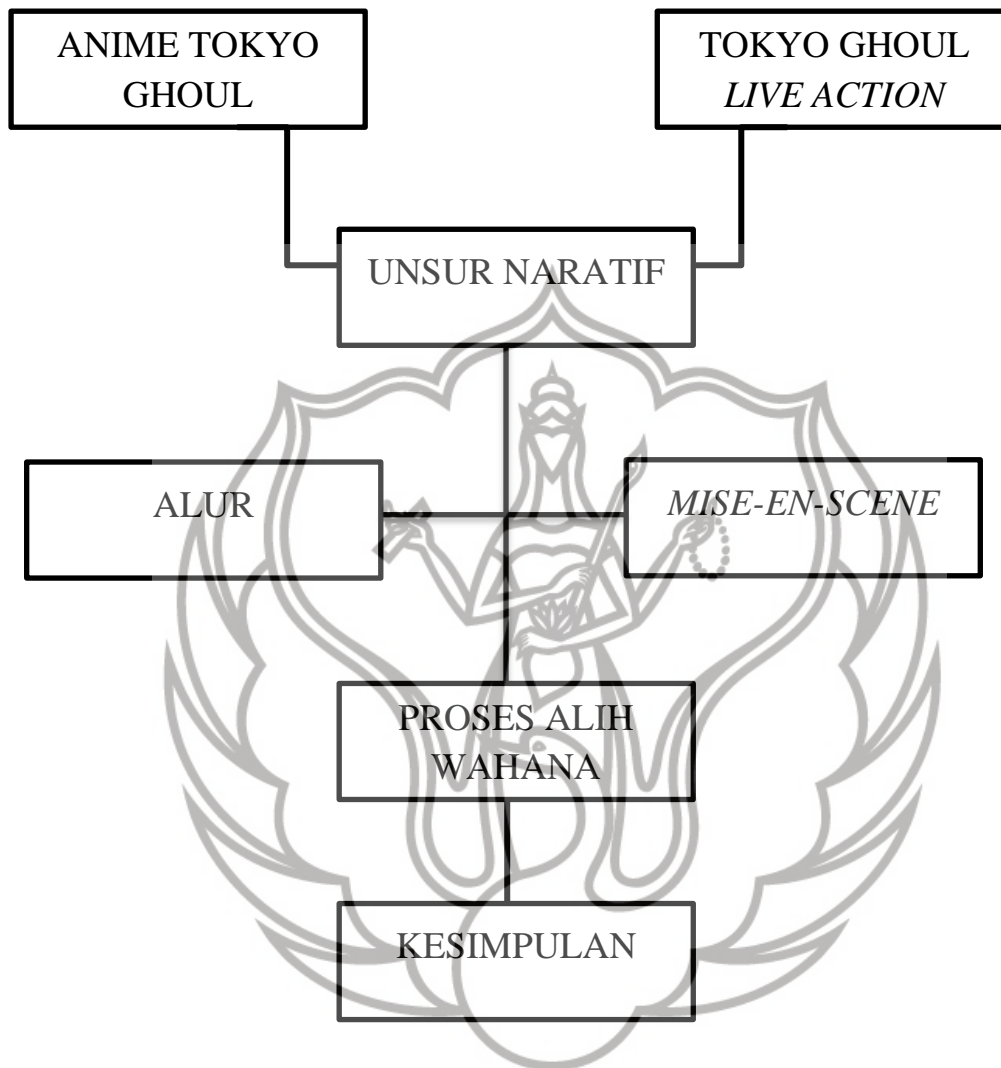 ANIME TOKYO
GHOUL
TOKYO GHOUL
LIVE ACTION
UNSUR NARATIF
ALUR
MISE-EN-SCENE
PROSES ALIH
WAHANA
KESIMPULAN